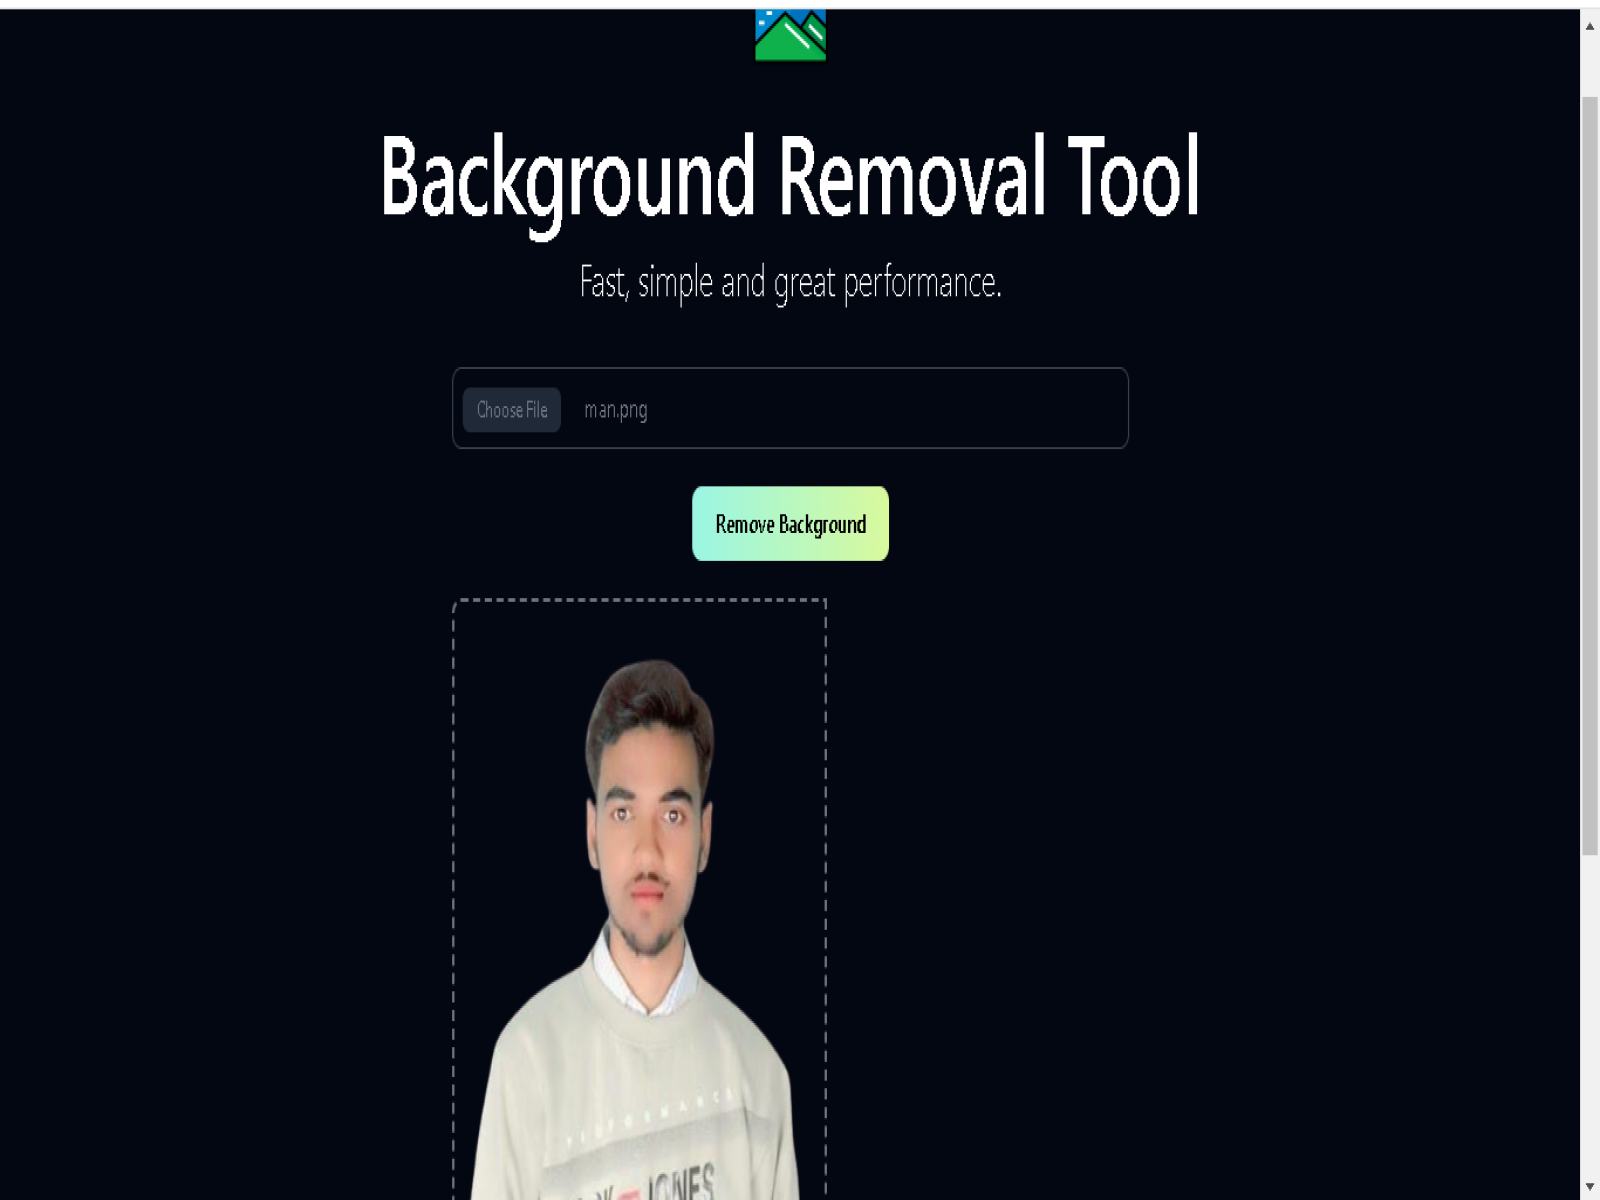 Background Removal Tool
Fast, simple and great performance.
Choose File man.png
Remove Background
PERFORMANCE
JONES